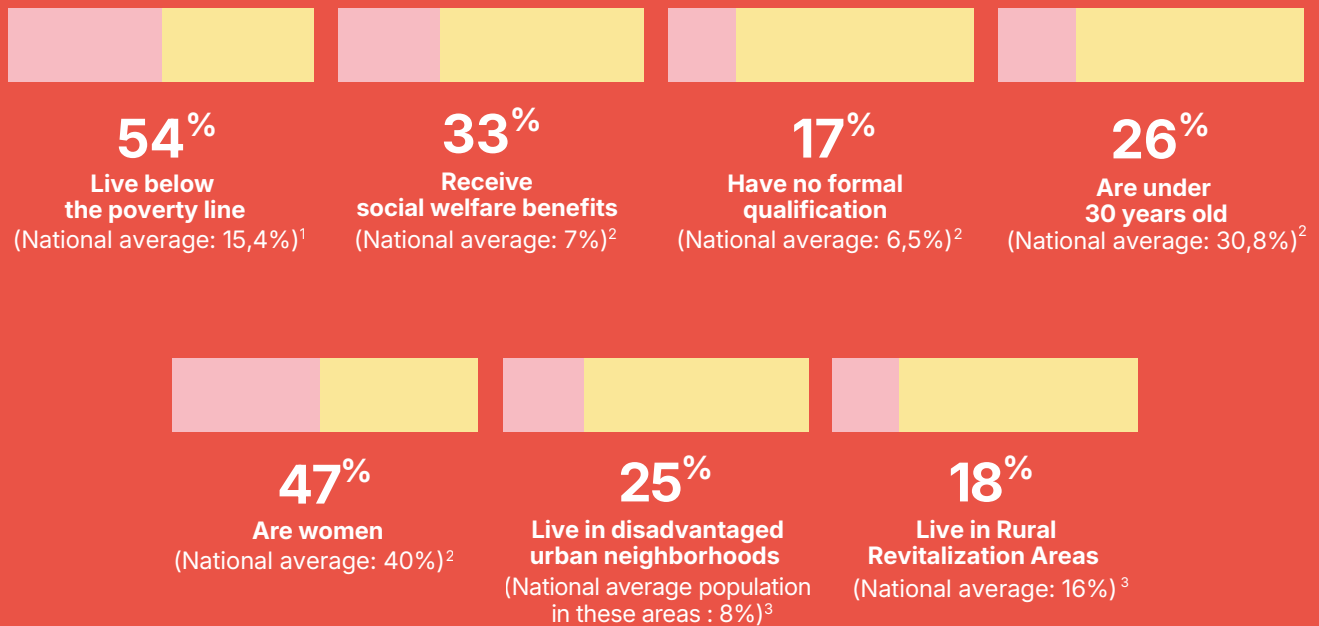 54%
Live below
the poverty line
(National average: 15,4%)1
33%
Receive
social welfare benefits
(National average: 7%)2
17%
Have no formal
qualification
(National average: 6,5%)2
26%
Are under
30 years old
(National average: 30,8%)2
47%
Are women
(National average: 40%)2
25%
Live in disadvantaged
urban neighborhoods
(National average population
in these areas : 8%)3
18%
Live in Rural
Revitalization Areas
(National average: 16%) 3